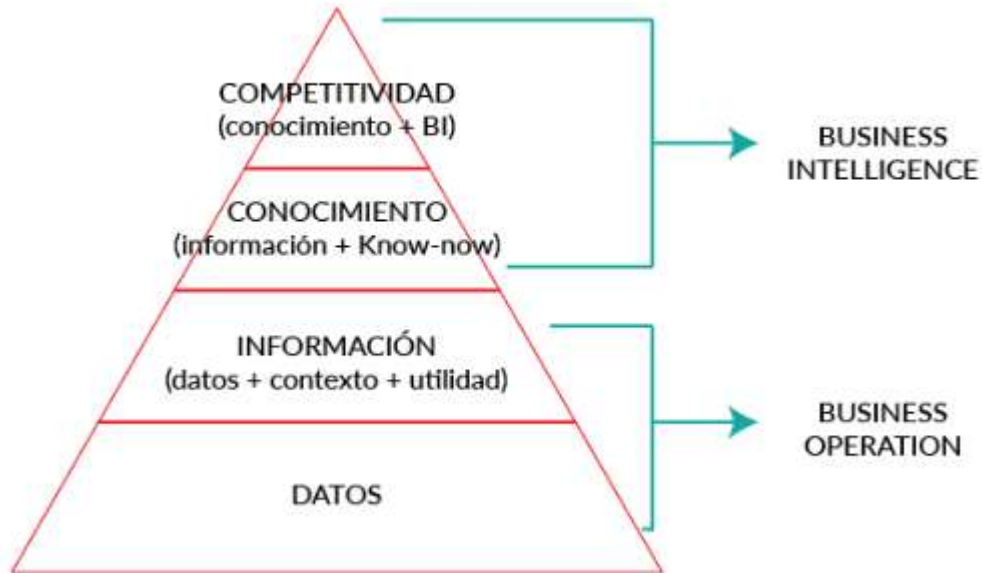 COMPETITIVIDAD
(conocimiento + BI)
CONOCIMIENTO
(información + Know-now)
INFORMACIÓN
(datos + contexto + utilidad)
DATOS
BUSINESS
INTELLIGENCE
BUSINESS
OPERATION